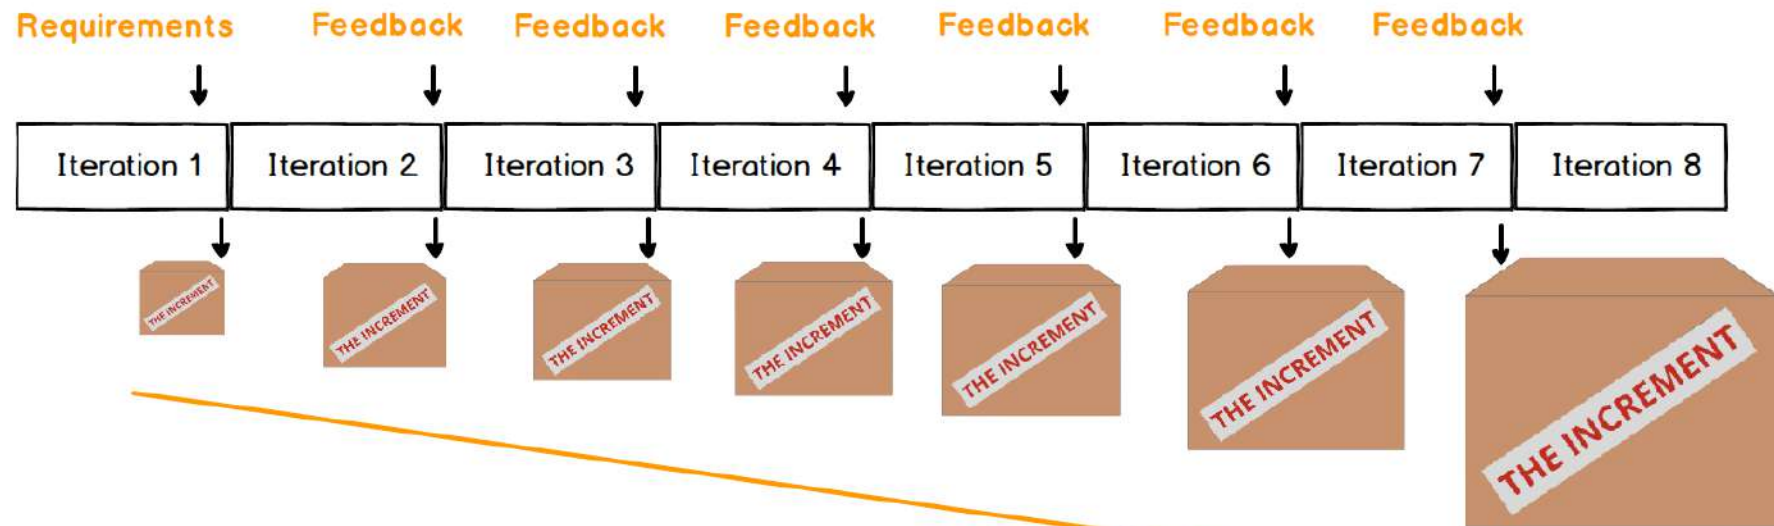 Requirements Feedback Feedback Feedback Feedback Feedback Feedback
Iteration 1 Iteration 2 Iteration 3 Iteration 4 Iteration 5 Iteration 6 Iteration 7 Iteration 8
THE INCREMENT THE INCREMENT THE INCREMENT THE INCREMENT THE INCREMENT THE INCREMENT THE INCREMENT